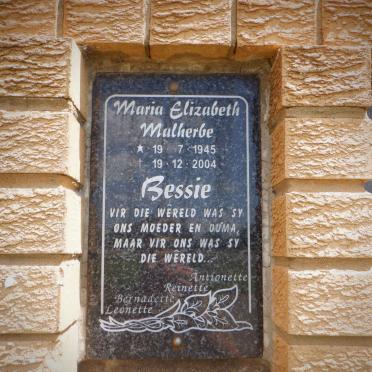 Maria Elizabeth
Malherbe
★ 19 · 7 · 1945
† 19 · 12 · 2004
Bessie
VIR DIE WÊRELD WAS SY
ONS MOEDER EN OUMA,
MAAR VIR ONS WAS SY
DIE WÊRELD...
Antionette
Reinette
Bernadette
Leonette